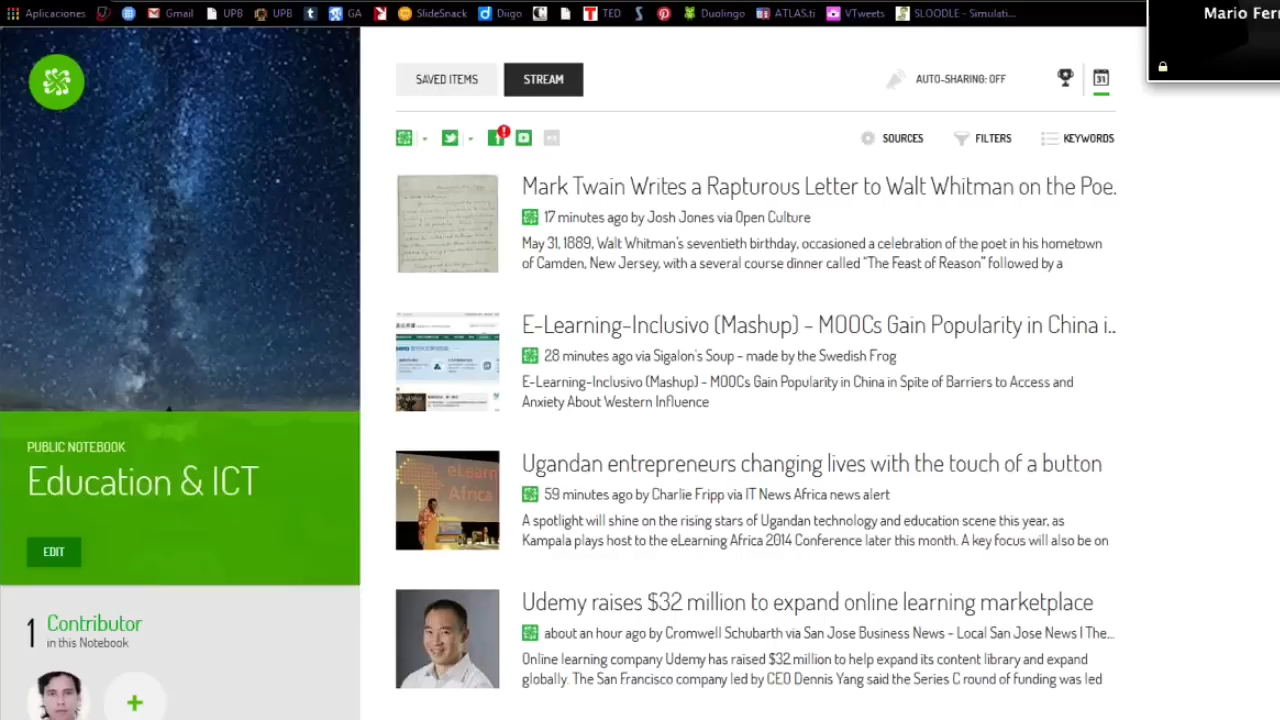 Aplicaciones
Gmail
UPB
UPB
GA
SlideSnack
Diigo
TED
Duolingo
ATLAS.ti
VTweets
SLOODLE - Simulati...
Mario Fer
SAVED ITEMS
STREAM
AUTO-SHARING: OFF
31
SOURCES
FILTERS
KEYWORDS
Mark Twain Writes a Rapturous Letter to Walt Whitman on the Poe.
17 minutes ago by Josh Jones via Open Culture
May 31, 1889, Walt Whitman's seventieth birthday, occasioned a celebration of the poet in his hometown
of Camden, New Jersey, with a several course dinner called "The Feast of Reason" followed by a
E-Learning-Inclusivo (Mashup) - MOOCs Gain Popularity in China i..
28 minutes ago via Sigalon's Soup - made by the Swedish Frog
E-Learning-Inclusivo (Mashup) - MOOCs Gain Popularity in China in Spite of Barriers to Access and
Anxiety About Western Influence
eLearn
Africa
Ugandan entrepreneurs changing lives with the touch of a button
59 minutes ago by Charlie Fripp via IT News Africa news alert
A spotlight will shine on the rising stars of Ugandan technology and education scene this year, as
Kampala plays host to the eLearning Africa 2014 Conference later this month. A key focus will also be on
Udemy raises $32 million to expand online learning marketplace
about an hour ago by Cromwell Schubarth via San Jose Business News - Local San Jose News | The...
Online learning company Udemy has raised $32 million to help expand its content library and expand
globally. The San Francisco company led by CEO Dennis Yang said the Series C round of funding was led
PUBLIC NOTEBOOK
Education & ICT
EDIT
1 Contributor
in this Notebook